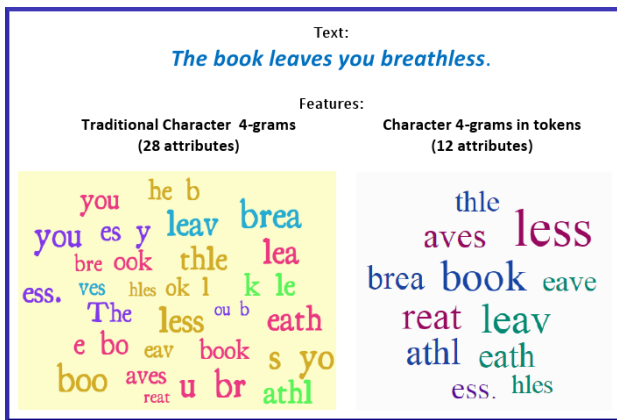 Text:
The book leaves you breathless.
Features:
Traditional Character 4-grams
(28 attributes)
Character 4-grams in tokens
(12 attributes)
you he b
you es y leav brea
bre ook thle lea
ess. ves hles ok l k le
The less ou b eath
e bo eav book s yo
boo aves reat u br athl
thle
aves less
brea book eave
reat leav
athl eath
ess. hles